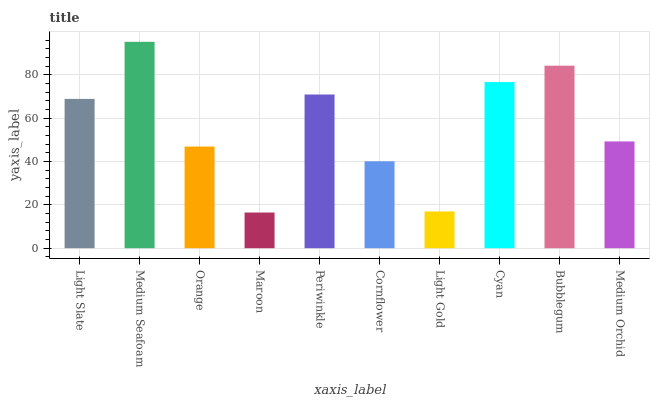 title
yaxis_label
80
60
40
20
0
Light Slate
Medium Seafoam
Orange
Maroon
Periwinkle
Cornflower
Light Gold
Cyan
Bubblegum
Medium Orchid
xaxis_label